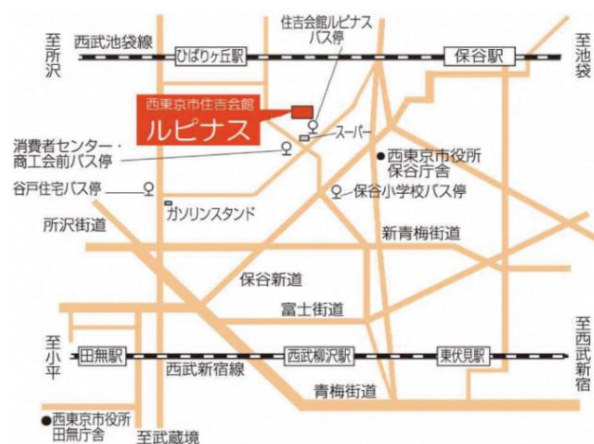 住吉会館ルピナス
バス停
至所沢
西武池袋線
ひばりヶ丘駅
保谷駅
至池袋
西東京市住吉会館
ルピナス
スーパー
消費者センター・
商工会前バス停
西東京市役所
保谷庁舎
谷戸住宅バス停
保谷小学校バス停
ガソリンスタンド
所沢街道
新青梅街道
保谷新道
富士街道
至小平
田無駅
西武柳沢駅
東伏見駅
至西武新宿
西武新宿線
青梅街道
西東京市役所
田無庁舎
至武蔵境